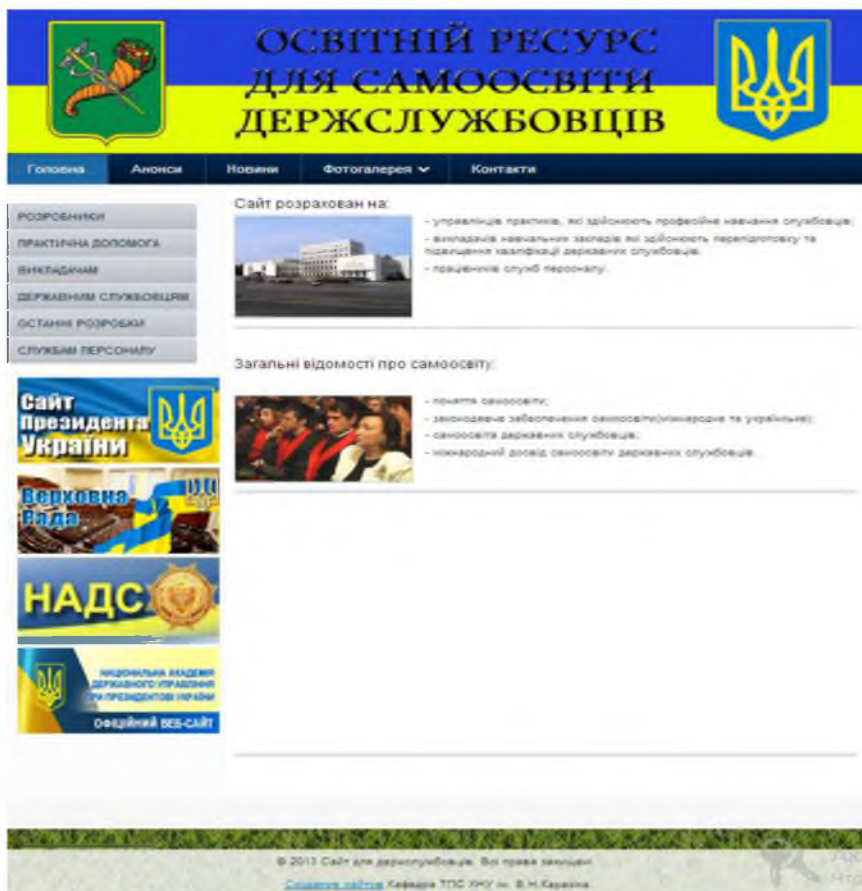 ОСВІТНІЙ РЕСУРС
ДЛЯ САМООСВІТИ
ДЕРЖСЛУЖБОВЦІВ
Головна Анонси Новини Фотогалерея Контакти
РОЗРОБНИКИ
ПРАКТИЧНА ДОПОМОГА
ВИКЛАДАЧАМ
ДЕРЖАВНИМ СЛУЖБОВЦЯМ
ОСТАННІ РОЗРОБКИ
СЛУЖБАМ ПЕРСОНАЛУ
Сайт
Президента
України
Верховна
Рада
НАДС
НАЦІОНАЛЬНА АКАДЕМІЯ
ДЕРЖАВНОГО УПРАВЛІННЯ
ПРИ ПРЕЗИДЕНТОВІ УКРАЇНИ
ОФІЦІЙНИЙ ВЕБ-САЙТ
Сайт розрахован на:
- управлінців практиків, які здійснюють професійне навчання службовців;
- викладачів навчальних закладів які здійснюють перепідготовку та
підвищення кваліфікації державних службовців;
- працівників служб персоналу.
Загальні відомості про самоосвіту:
- поняття самоосвіти;
- законодавче забеспечення самоосвіти(міжнародне та українське);
- самоосвіта державних службовців;
- міжнародний досвід самоосвіти державних службовців.
© 2013 Сайт для держслужбовців. Всі права захищені.
Создание сайтов Кафедра ТПС ХНУ ім. В.Н.Каразіна.